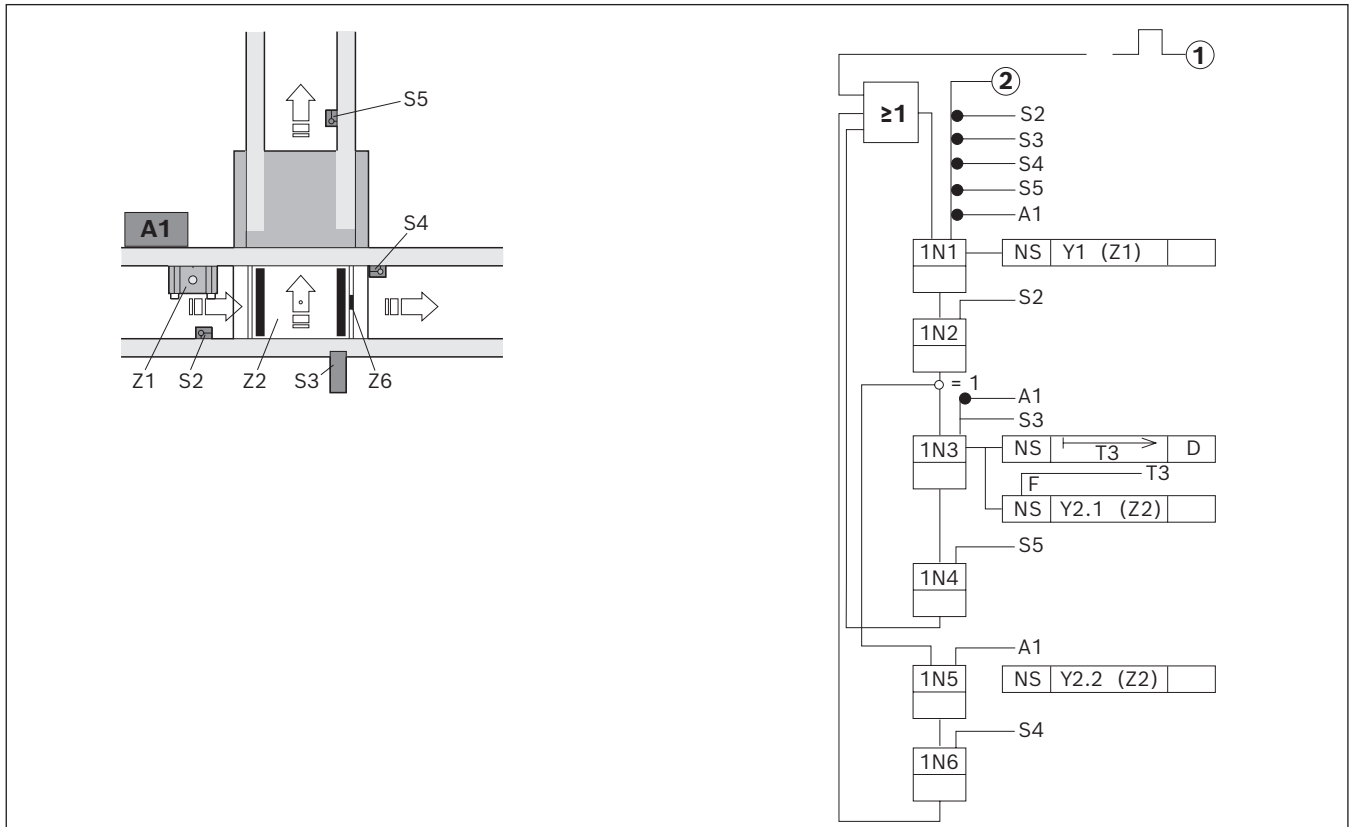 S5
A1
S4
Z1 S2 Z2 S3 Z6
1
2
≥1
S2
S3
S4
S5
A1
1N1 NS Y1 (Z1)
S2
1N2
= 1
A1
S3
1N3 NS T3 D
T3
F
NS Y2.1 (Z2)
S5
1N4
A1
1N5 NS Y2.2 (Z2)
S4
1N6